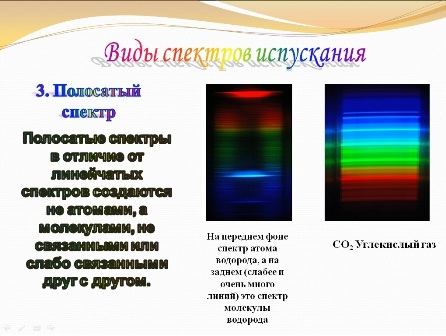 Виды спектров испускания
3. Полосатый
спектр
Полосатые спектры
в отличие от
линейчатых
спектров создаются
не атомами, а
молекулами, не
связанными или
слабо связанными
друг с другом.
На переднем фоне
спектр атома
водорода, а на
заднем (слабее и
очень много
линий) это спектр
молекулы
водорода
CO₂ Углекислый газ